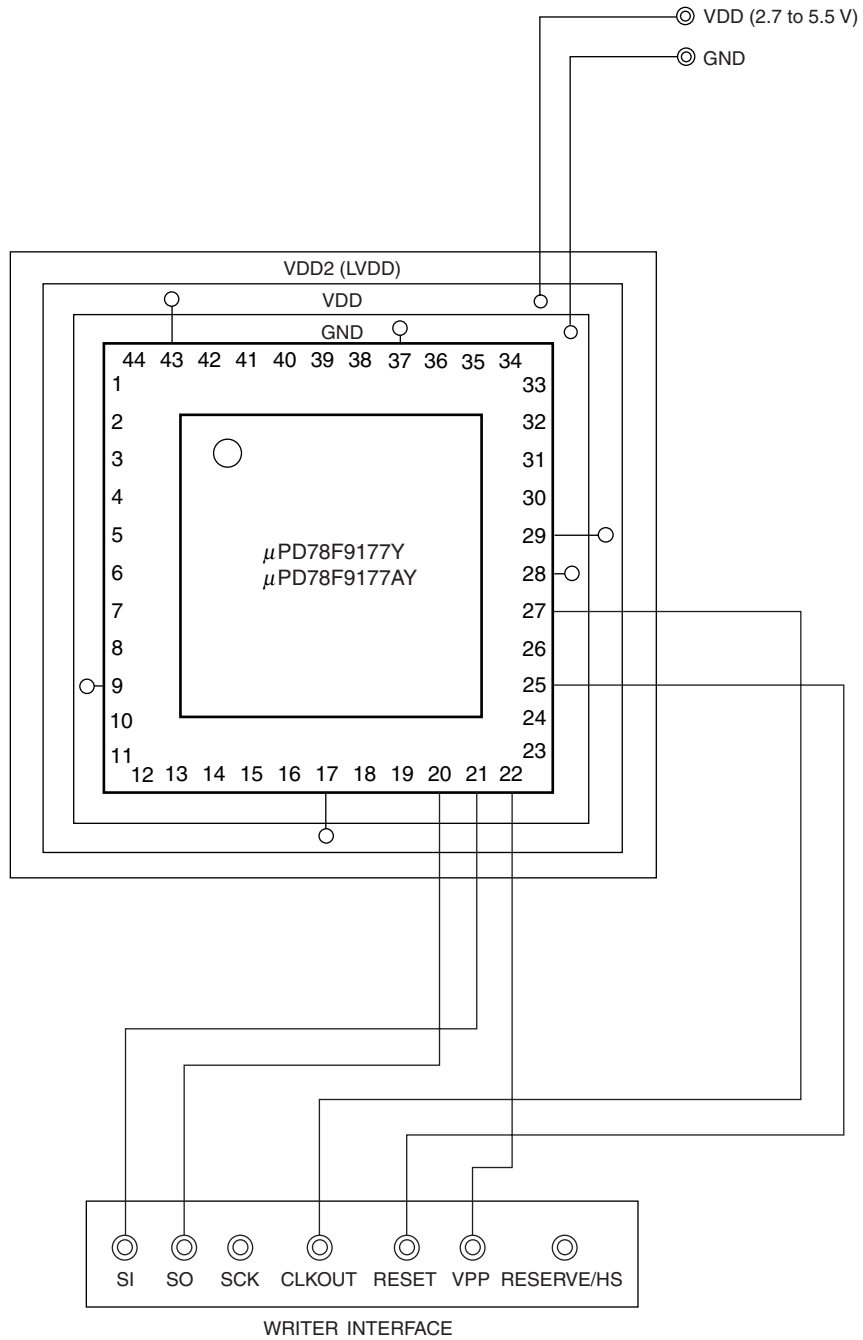 VDD (2.7 to 5.5 V)
GND
VDD2 (LVDD)
VDD
GND
44 43 42 41 40 39 38 37 36 35 34
1 33
2 32
3 31
4 30
5 29
μPD78F9177Y
6 28
μPD78F9177AY
7 27
8 26
9 25
10 24
11 23
12 13 14 15 16 17 18 19 20 21 22
SI SO SCK CLKOUT RESET VPP RESERVE/HS
WRITER INTERFACE